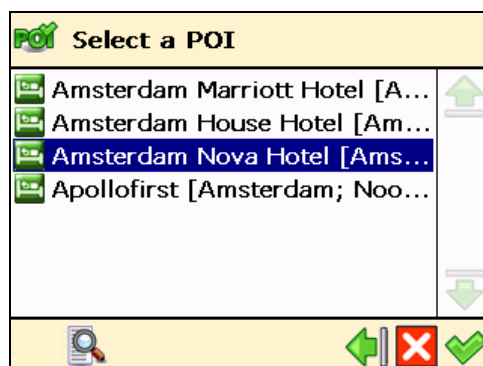 POI Select a POI
Amsterdam Marriott Hotel [A...
Amsterdam House Hotel [Am...
Amsterdam Nova Hotel [Ams...
Apollofirst [Amsterdam; Noo...